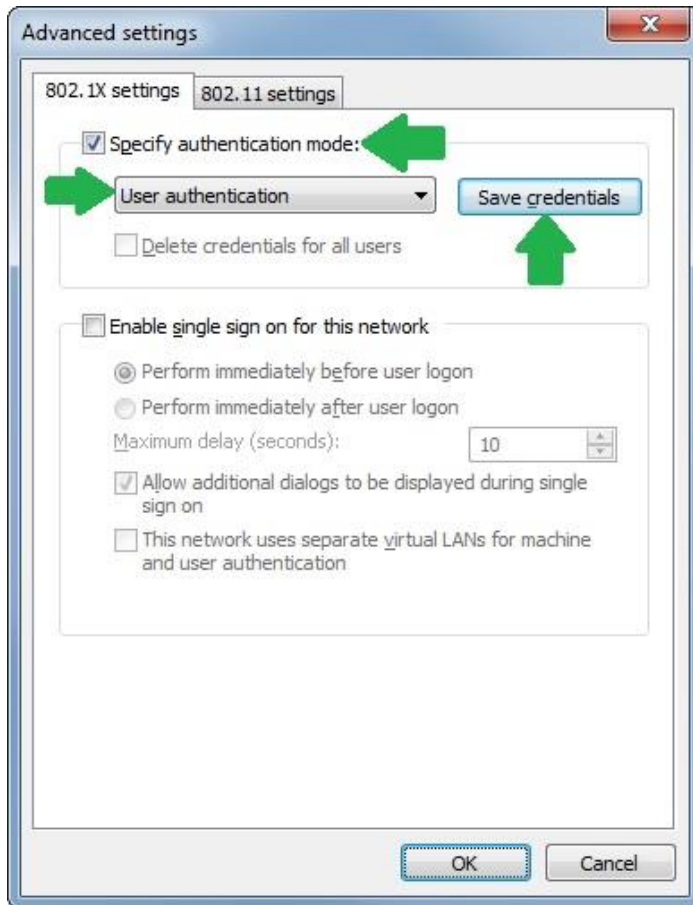 Advanced settings
802.1X settings
802.11 settings
Specify authentication mode:
User authentication
Save credentials
Delete credentials for all users
Enable single sign on for this network
Perform immediately before user logon
Perform immediately after user logon
Maximum delay (seconds):
10
Allow additional dialogs to be displayed during single
sign on
This network uses separate virtual LANs for machine
and user authentication
OK
Cancel